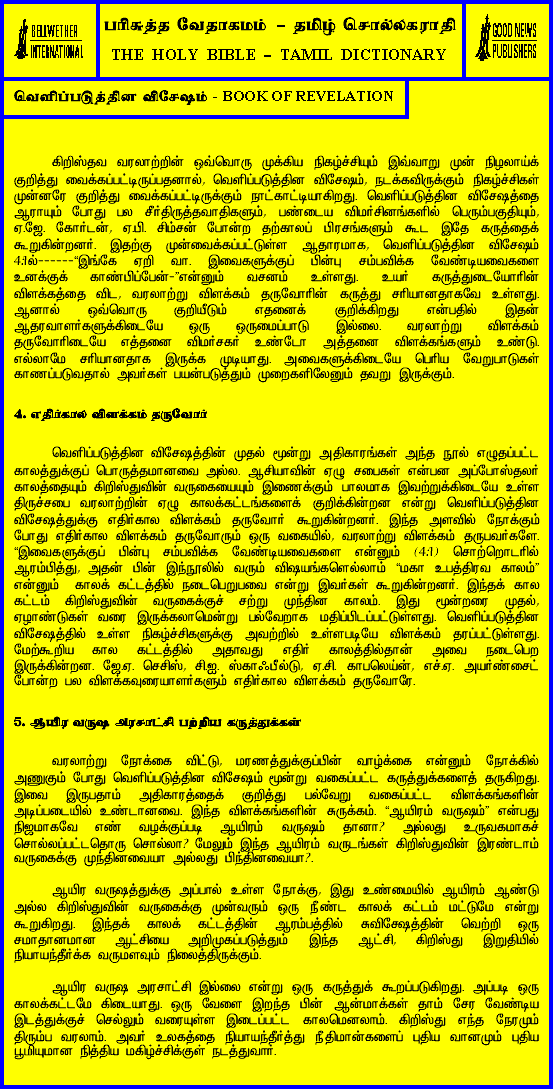 BELLWETHER
INTERNATIONAL
பரிசுத்த வேதாகமம் – தமிழ் சொல்லகராதி
THE HOLY BIBLE – TAMIL DICTIONARY
GOOD NEWS
PUBLISHERS
வெளிப்படுத்தின விசேஷம் - BOOK OF REVELATION
கிறிஸ்தவ வரலாற்றின் ஒவ்வொரு முக்கிய நிகழ்ச்சியும் இவ்வாறு முன் நிழலாய்க்
குறித்து வைக்கப்பட்டிருப்பதனால், வெளிப்படுத்தின விசேஷம், நடக்கவிருக்கும் நிகழ்ச்சிகள்
முன்னரே குறித்து வைக்கப்பட்டிருக்கும் நாட்காட்டியாகிறது. வெளிப்படுத்தின விசேஷத்தை
ஆராயும் போது பல சீர்திருத்தவாதிகளும், பண்டைய விமர்சினங்களில் பெரும்பகுதியும்,
ஏ.ஜே. கோர்டன், ஏ.பி. சிம்சன் போன்ற தற்காலப் பிரசங்களும் கூட இதே கருத்தைக்
கூறுகின்றனர். இதற்கு முன்வைக்கப்பட்டுள்ள ஆதாரமாக, வெளிப்படுத்தின விசேஷம்
4:1ல்------“இங்கே ஏறி வா. இவைகளுக்குப் பின்பு சம்பவிக்க வேண்டியவைகளை
உனக்குக் காண்பிப்பேன்-”என்னும் வசனம் உள்ளது. உயர் கருத்துடையோரின்
விளக்கத்தை விட, வரலாற்று விளக்கம் தருவோரின் கருத்து சரியானதாகவே உள்ளது.
ஆனால் ஒவ்வொரு குறியீடும் எதனைக் குறிக்கிறது என்பதில் இதன்
ஆதரவாளர்களுக்கிடையே ஒரு ஒருமைப்பாடு இல்லை. வரலாற்று விளக்கம்
தருவோரிடையே எத்தனை விமர்சகர் உண்டோ அத்தனை விளக்கங்களும் உண்டு.
எல்லாமே சரியானதாக இருக்க முடியாது. அவைகளுக்கிடையே பெரிய வேறுபாடுகள்
காணப்படுவதால் அவர்கள் பயன்படுத்தும் முறைகளிலேனும் தவறு இருக்கும்.
4. எதிர்கால விளக்கம் தருவோர்
வெளிப்படுத்தின விசேஷத்தின் முதல் மூன்று அதிகாரங்கள் அந்த நூல் எழுதப்பட்ட
காலத்துக்குப் பொருத்தமானவை அல்ல. ஆசியாவின் ஏழு சபைகள் என்பன அப்போஸ்தலர்
காலத்தையும் கிறிஸ்துவின் வருகையையும் இணைக்கும் பாலமாக இவற்றுக்கிடையே உள்ள
திருச்சபை வரலாற்றின் ஏழு காலக்கட்டங்களைக் குறிக்கின்றன என்று வெளிப்படுத்தின
விசேஷத்துக்கு எதிர்கால விளக்கம் தருவோர் கூறுகின்றனர். இந்த அளவில் நோக்கும்
போது எதிர்கால விளக்கம் தருவோரும் ஒரு வகையில், வரலாற்று விளக்கம் தருபவர்களே.
“இவைகளுக்குப் பின்பு சம்பவிக்க வேண்டியவைகளை என்னும் (4:1) சொற்றொடரில்
ஆரம்பித்து, அதன் பின் இந்நூலில் வரும் விஷயங்களெல்லாம் “மகா உபத்திரவ காலம்”
என்னும் காலக் கட்டத்தில் நடைபெறுபவை என்று இவர்கள் கூறுகின்றனர். இந்தக் கால
கட்டம் கிறிஸ்துவின் வருகைக்குச் சற்று முந்தின காலம். இது மூன்றரை முதல்,
ஏழாண்டுகள் வரை இருக்கலாமென்று பல்வேறாக மதிப்பிடப்பட்டுள்ளது. வெளிப்படுத்தின
விசேஷத்தில் உள்ள நிகழ்ச்சிகளுக்கு அவற்றில் உள்ளபடியே விளக்கம் தரப்பட்டுள்ளது.
மேற்கூறிய கால கட்டத்தில் அதாவது எதிர் காலத்தில்தான் அவை நடைபெற
இருக்கின்றன. ஜே.ஏ. செசிஸ், சி.ஐ. ஸ்காஃபீல்டு, ஏ.சி. காபலெய்ன், எச்.ஏ. அயர்ண்சைட்
போன்ற பல விளக்கவுரையாளர்களும் எதிர்கால விளக்கம் தருவோரே.
5. ஆயிர வருஷ அரசாட்சி பற்றிய கருத்துக்கள்
வரலாற்று நோக்கை விட்டு, மரணத்துக்குப்பின் வாழ்க்கை என்னும் நோக்கில்
அணுகும் போது வெளிப்படுத்தின விசேஷம் மூன்று வகைப்பட்ட கருத்துக்களைத் தருகிறது.
இவை இருபதாம் அதிகாரத்தைக் குறித்து பல்வேறு வகைப்பட்ட விளக்கங்களின்
அடிப்படையில் உண்டானவை. இந்த விளக்கங்களின் சுருக்கம். “ஆயிரம் வருஷம்” என்பது
நிஜமாகவே எண் வழக்குப்படி ஆயிரம் வருஷம் தானா? அல்லது உருவகமாகச்
சொல்லப்பட்டதொரு சொல்லா? மேலும் இந்த ஆயிரம் வருடங்கள் கிறிஸ்துவின் இரண்டாம்
வருகைக்கு முந்தினவையா அல்லது பிந்தினவையா?.
ஆயிர வருஷத்துக்கு அப்பால் உள்ள நோக்கு, இது உண்மையில் ஆயிரம் ஆண்டு
அல்ல கிறிஸ்துவின் வருகைக்கு முன்வரும் ஒரு நீண்ட காலக் கட்டம் மட்டுமே என்று
கூறுகிறது. இந்தக் காலக் கட்டத்தின் ஆரம்பத்தில் சுவிசேஷத்தின் வெற்றி ஒரு
சமாதானமான ஆட்சியை அறிமுகப்படுத்தும் இந்த ஆட்சி, கிறிஸ்து இறுதியில்
நியாயந்தீர்க்க வருமளவும் நிலைத்திருக்கும்.
ஆயிர வருஷ அரசாட்சி இல்லை என்று ஒரு கருத்துக் கூறப்படுகிறது. அப்படி ஒரு
காலக்கட்டமே கிடையாது. ஒரு வேளை இறந்த பின் ஆன்மாக்கள் தாம் சேர வேண்டிய
இடத்துக்குச் செல்லும் வரையுள்ள இடைப்பட்ட காலமெனலாம். கிறிஸ்து எந்த நேரமும்
திரும்ப வரலாம். அவர் உலகத்தை நியாயந்தீர்த்து நீதிமான்களைப் புதிய வானமும் புதிய
பூமியுமான நித்திய மகிழ்ச்சிக்குள் நடத்துவார்.